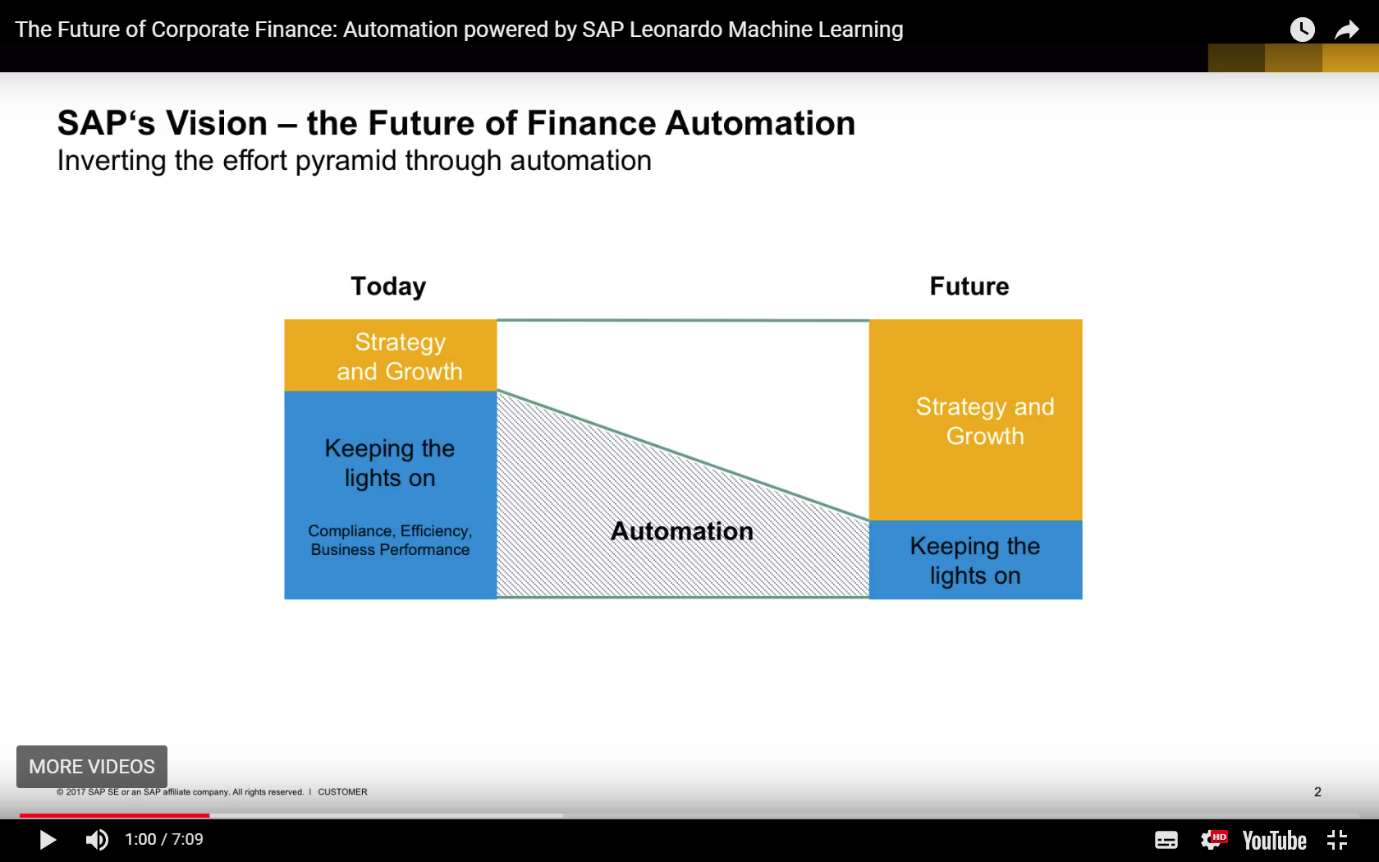 The Future of Corporate Finance: Automation powered by SAP Leonardo Machine Learning
SAP‘s Vision – the Future of Finance Automation
Inverting the effort pyramid through automation
Today
Future
Strategy
and Growth
Keeping the
lights on
Compliance, Efficiency,
Business Performance
Automation
Strategy and
Growth
Keeping the
lights on
MORE VIDEOS
© 2017 SAP SE or an SAP affiliate company. All rights reserved. I CUSTOMER
2
1:00 / 7:09
HD
YouTube